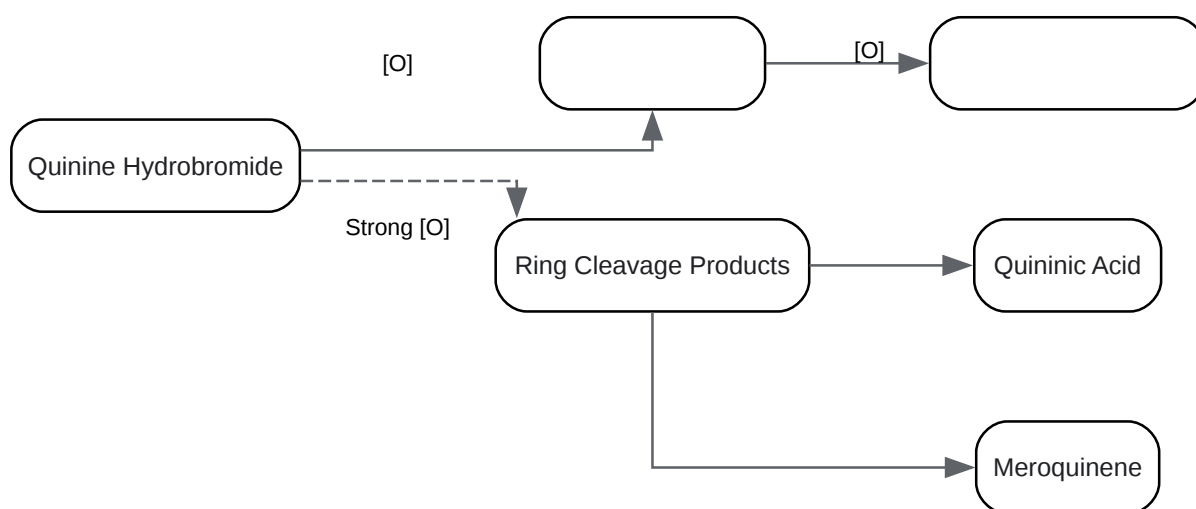 [O]
[O]
Quinine Hydrobromide
Strong [O]
Ring Cleavage Products
Quininic Acid
Meroquinene